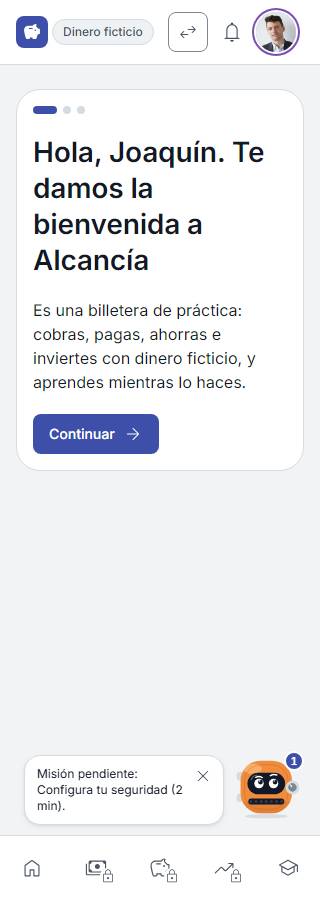 Dinero ficticio
Hola, Joaquín. Te
damos la
bienvenida a
Alcancía
Es una billetera de práctica:
cobras, pagas, ahorras e
inviertes con dinero ficticio, y
aprendes mientras lo haces.
Continuar
Misión pendiente:
Configura tu seguridad (2
min).
1